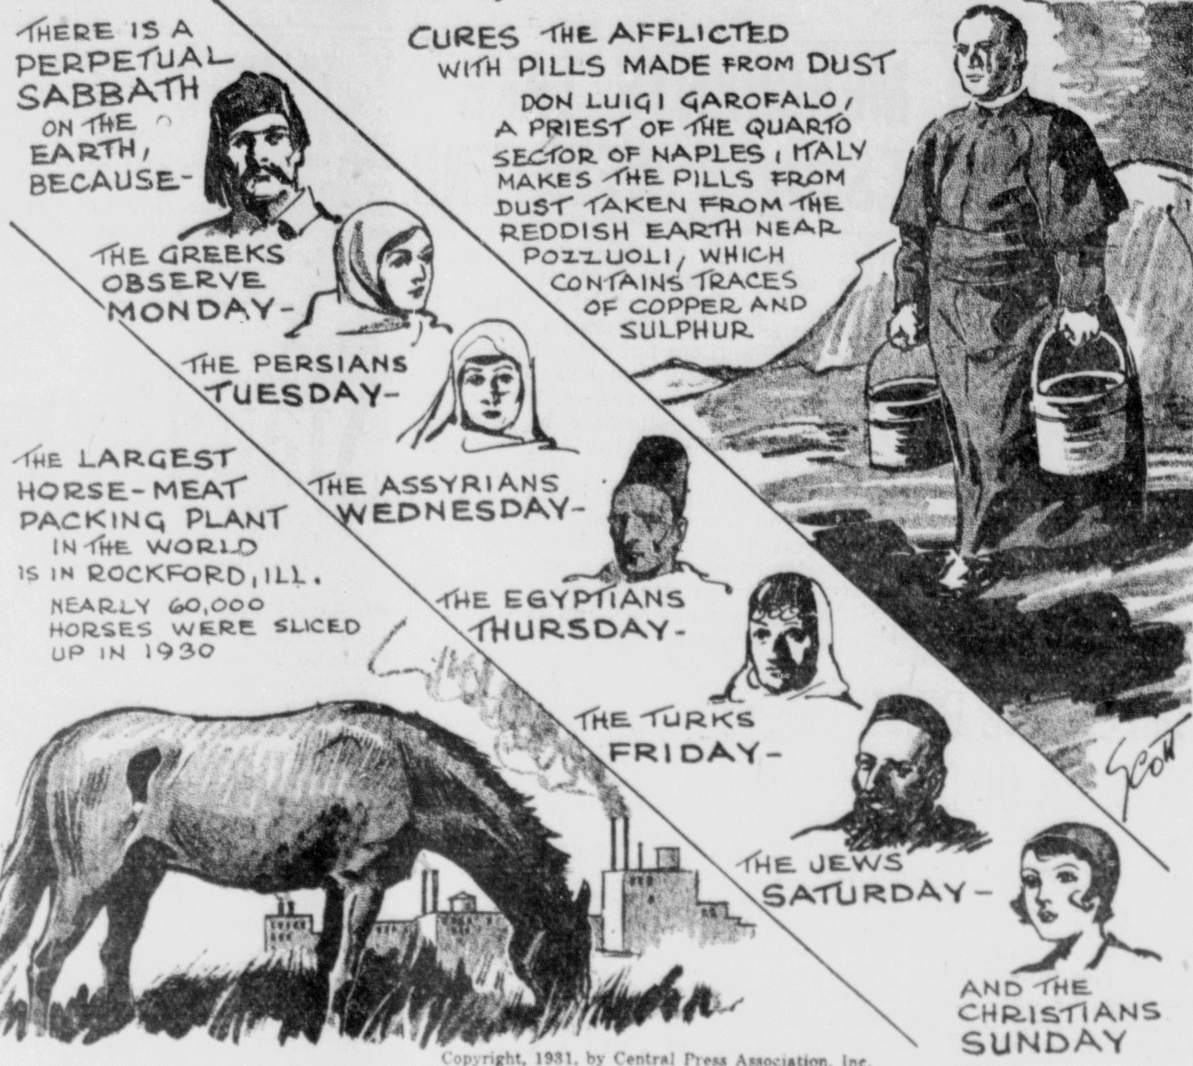 THERE IS A
PERPETUAL
SABBATH
ON THE
EARTH,
BECAUSE-
THE GREEKS
OBSERVE
MONDAY-
THE PERSIANS
TUESDAY-
THE ASSYRIANS
WEDNESDAY-
THE EGYPTIANS
THURSDAY-
THE TURKS
FRIDAY-
THE JEWS
SATURDAY-
AND THE
CHRISTIANS
SUNDAY
CURES THE AFFLICTED
WITH PILLS MADE FROM DUST
DON LUIGI GAROFALO,
A PRIEST OF THE QUARTO
SECTOR OF NAPLES, ITALY
MAKES THE PILLS FROM
DUST TAKEN FROM THE
REDDISH EARTH NEAR
POZZUOLI, WHICH
CONTAINS TRACES
OF COPPER AND
SULPHUR
THE LARGEST
HORSE-MEAT
PACKING PLANT
IN THE WORLD
IS IN ROCKFORD, ILL.
NEARLY 60,000
HORSES WERE SLICED
UP IN 1930
SCOTT
Copyright, 1931, by Central Press Association, Inc.